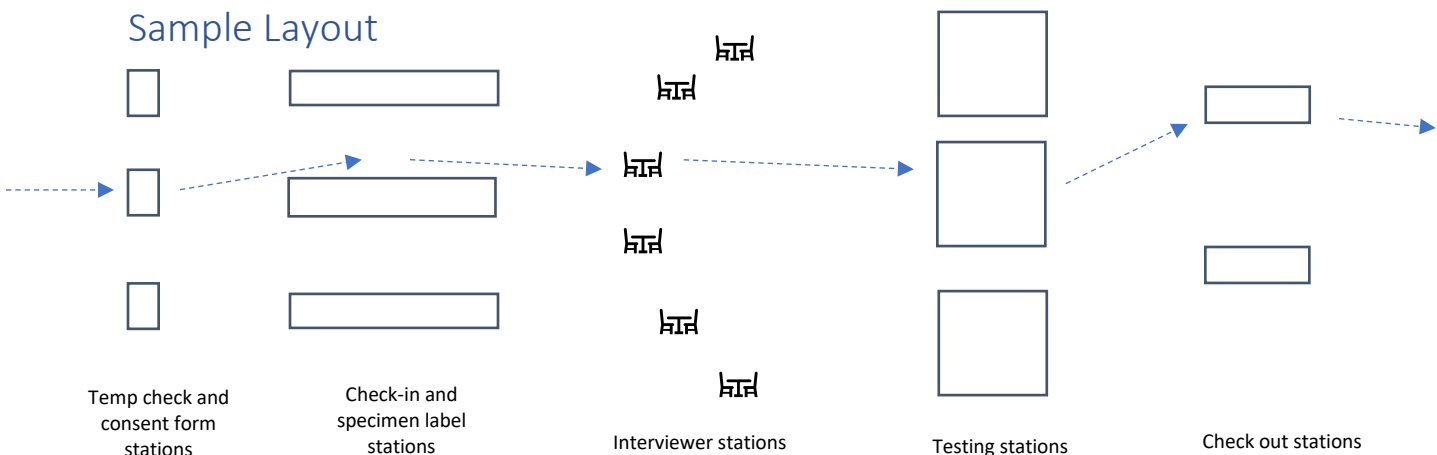 Sample Layout
Temp check and
consent form
stations
Check-in and
specimen label
stations
Interviewer stations
Testing stations
Check out stations